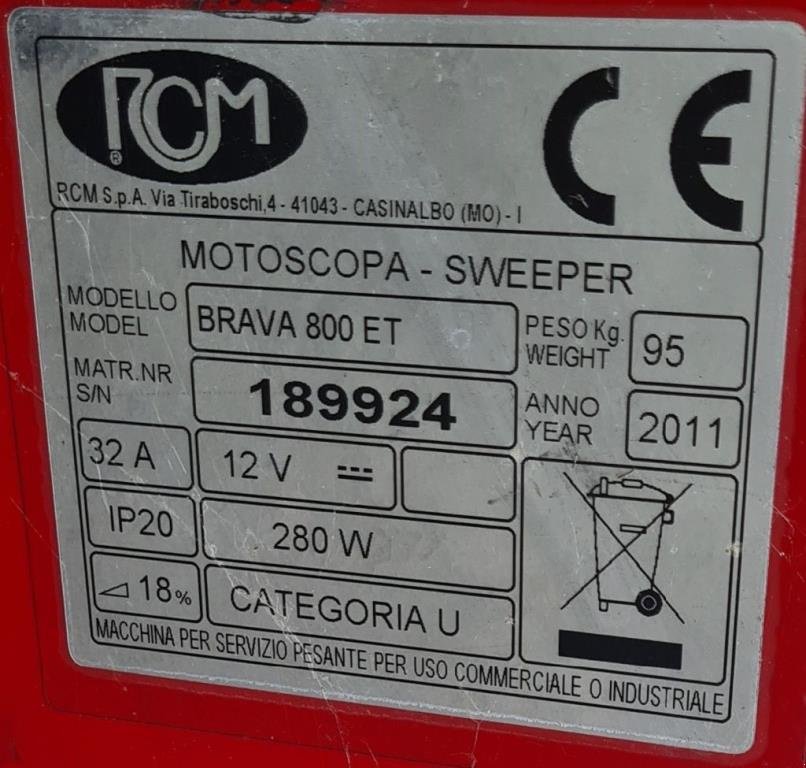 RCM
®
CE
RCM S.p.A. Via Tiraboschi,4 - 41043 - CASINALBO (MO) - I
MOTOSCOPA - SWEEPER
MODELLO
MODEL
BRAVA 800 ET
PESO Kg.
WEIGHT
95
MATR.NR
S/N
189924
ANNO
YEAR
2011
32 A
12 V
IP20
280 W
18%
CATEGORIA U
MACCHINA PER SERVIZIO PESANTE PER USO COMMERCIALE O INDUSTRIALE